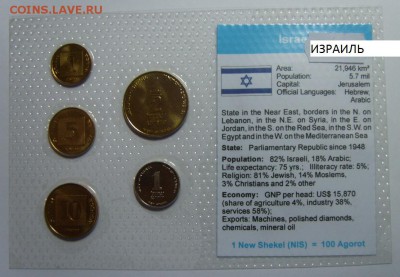 COINS.LAVE.RU
Israel
ИЗРАИЛЬ
Area: 21,946 km²
Population: 5.7 mil
Capital: Jerusalem
Official Languages: Hebrew,
Arabic
State in the Near East, borders in the N. on
Lebanon, in the N.E. on Syria, in the E. on
Jordan, in the S. on the Red Sea, in the S.W. on
Egypt and in the W. on the Mediterranean Sea
State: Parliamentary Republic since 1948
Population: 82% Israel, 18% Arabic;
Life expectancy: 75 yrs.; Illiteracy rate: 5%;
Religion: 81% Jewish, 14% Moslems,
3% Christians and 2% other
Economy: GNP per head: US$ 15,870
(share of agriculture 4%, industry 38%,
services 58%);
Exports: Machines, polished diamonds,
chemicals, mineral oil
1 New Shekel (NIS) = 100 Agorot
5
10
1